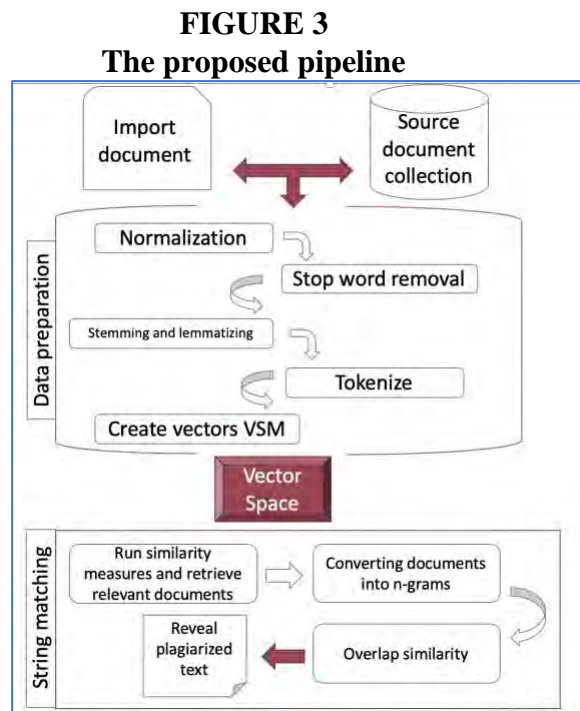 FIGURE 3
The proposed pipeline
Import
document
Source
document
collection
Data preparation
Normalization
Stop word removal
Stemming and lemmatizing
Tokenize
Create vectors VSM
Vector
Space
String matching
Run similarity
measures and retrieve
relevant documents
Converting documents
into n-grams
Reveal
plagiarized
text
Overlap similarity